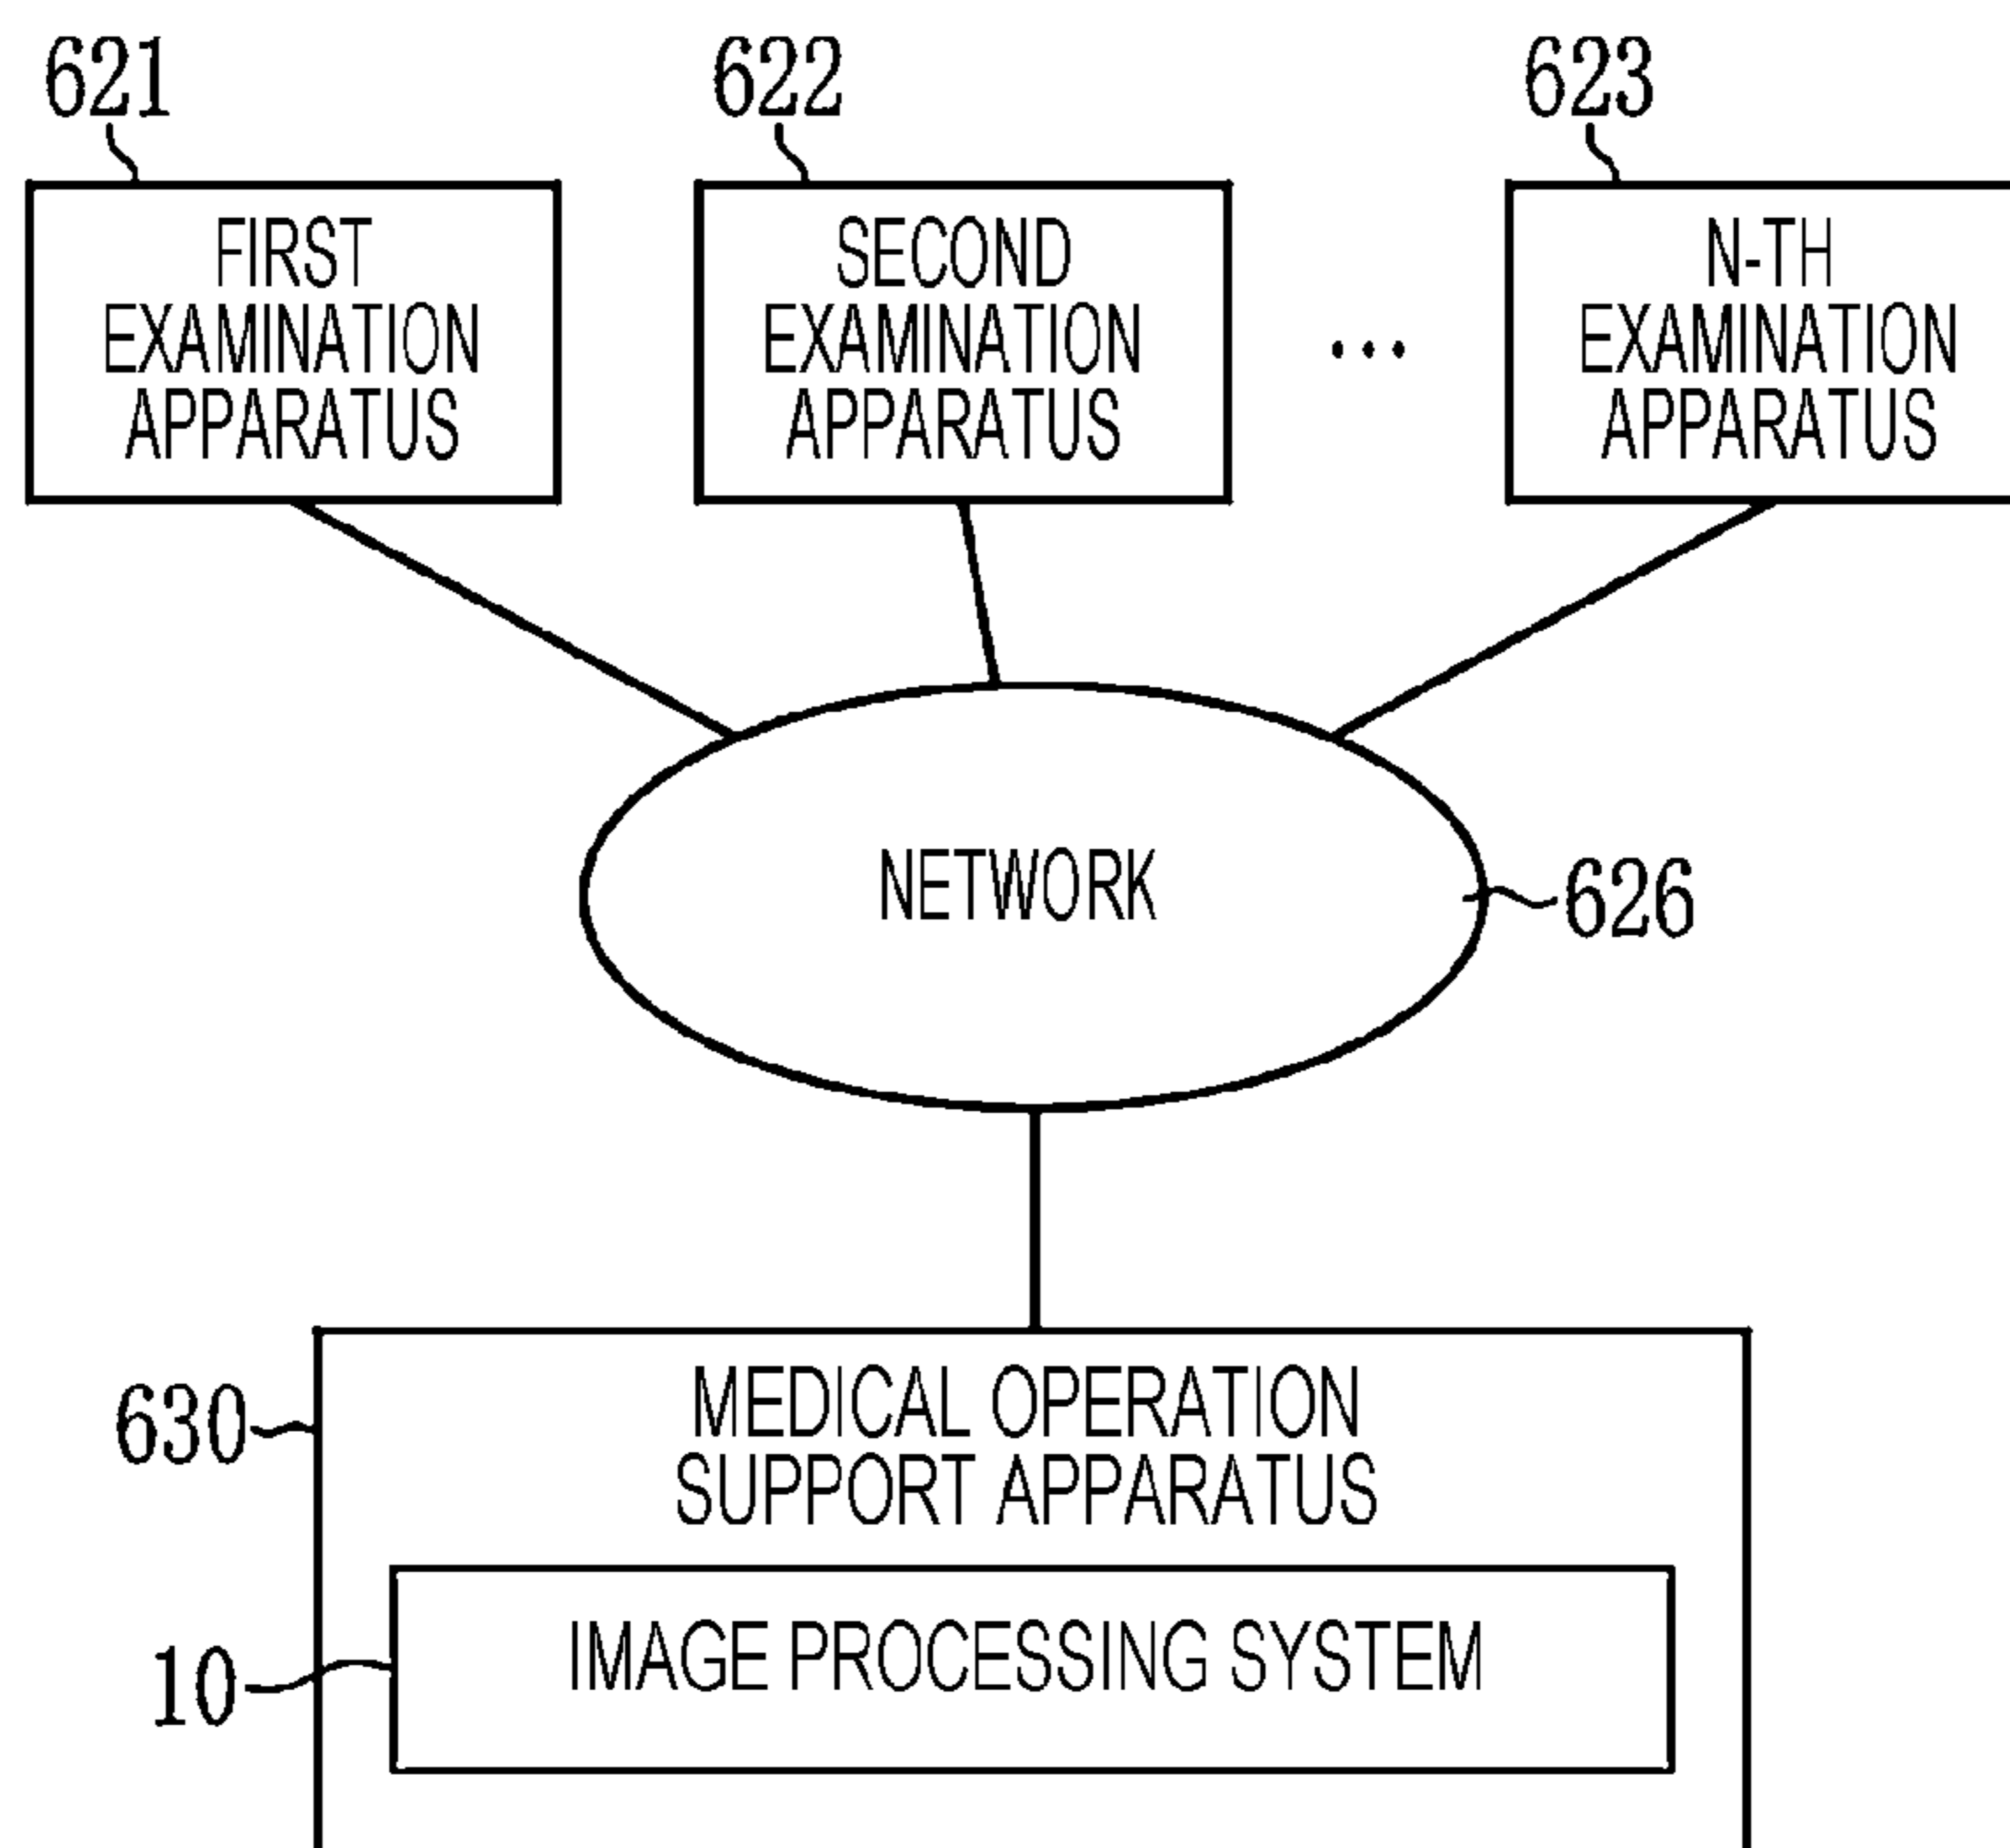 621
622
623
FIRST
EXAMINATION
APPARATUS
SECOND
EXAMINATION
APPARATUS
...
N-TH
EXAMINATION
APPARATUS
NETWORK
626
630
MEDICAL OPERATION
SUPPORT APPARATUS
10
IMAGE PROCESSING SYSTEM